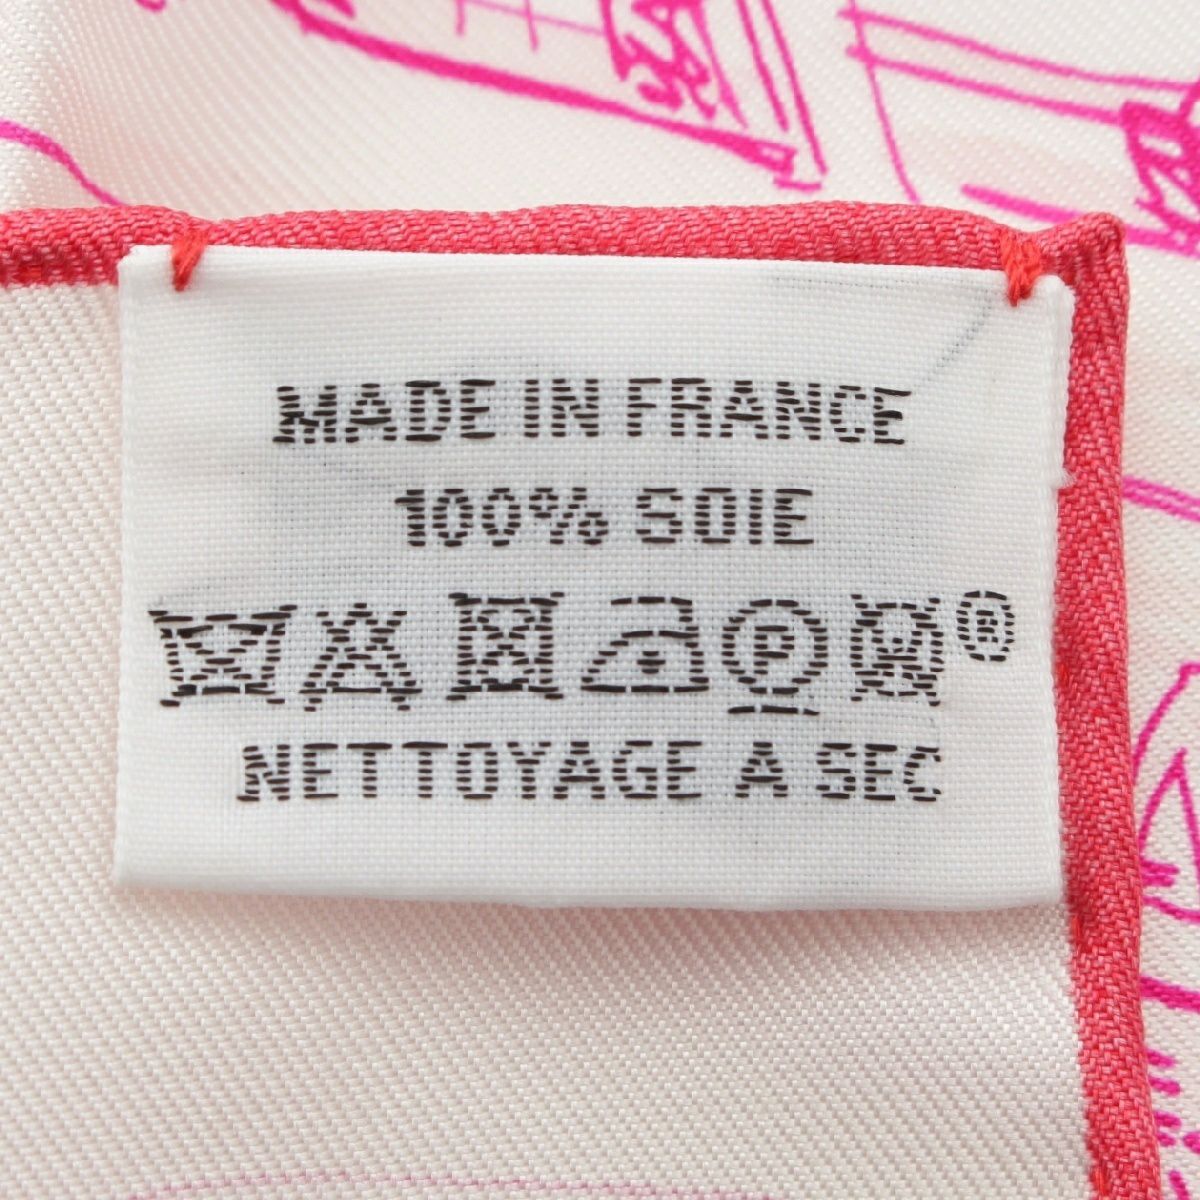 MADE IN FRANCE
100% SOIE
P ®
NETTOYAGE A SEC